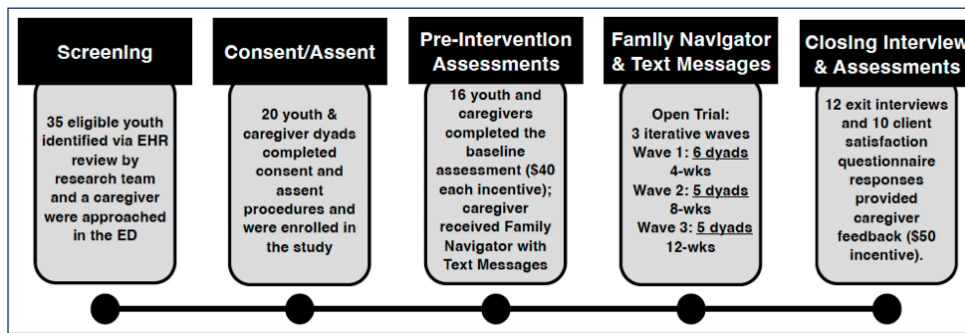 Screening
35 eligible youth
identified via EHR
review by
research team
and a caregiver
were approached
in the ED
Consent/Assent
20 youth &
caregiver dyads
completed
consent and
assent
procedures and
were enrolled in
the study
Pre-Intervention
Assessments
16 youth and
caregivers
completed the
baseline
assessment ($40
each incentive);
caregiver
received Family
Navigator with
Text Messages
Family Navigator
& Text Messages
Open Trial:
3 iterative waves
Wave 1: 6 dyads
4-wks
Wave 2: 5 dyads
8-wks
Wave 3: 5 dyads
12-wks
Closing Interview
& Assessments
12 exit interviews
and 10 client
satisfaction
questionnaire
responses
provided
caregiver
feedback ($50
incentive).